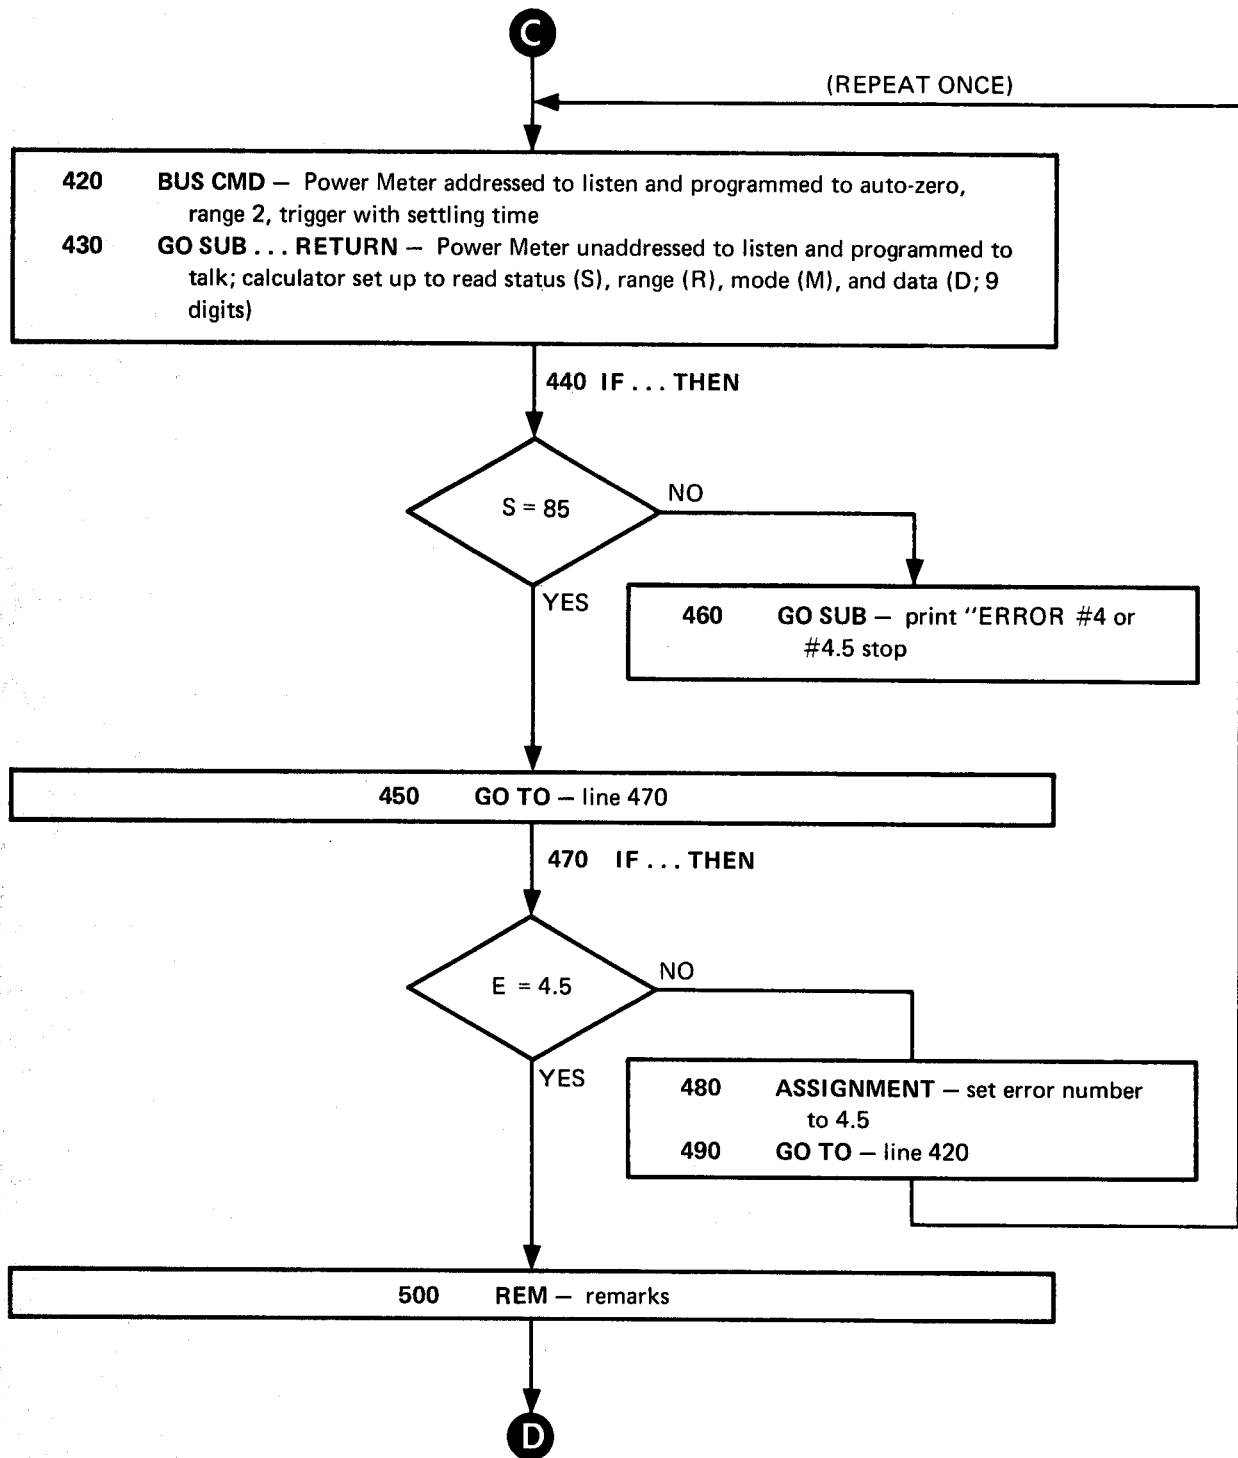 C
(REPEAT ONCE)
420 BUS CMD — Power Meter addressed to listen and programmed to auto-zero,
range 2, trigger with settling time
430 GO SUB . . . RETURN — Power Meter unaddressed to listen and programmed to
talk; calculator set up to read status (S), range (R), mode (M), and data (D; 9
digits)
440 IF . . . THEN
S = 85
NO
YES
460 GO SUB — print "ERROR #4 or
#4.5 stop
450 GO TO — line 470
470 IF . . . THEN
E = 4.5
NO
YES
480 ASSIGNMENT — set error number
to 4.5
490 GO TO — line 420
500 REM — remarks
D